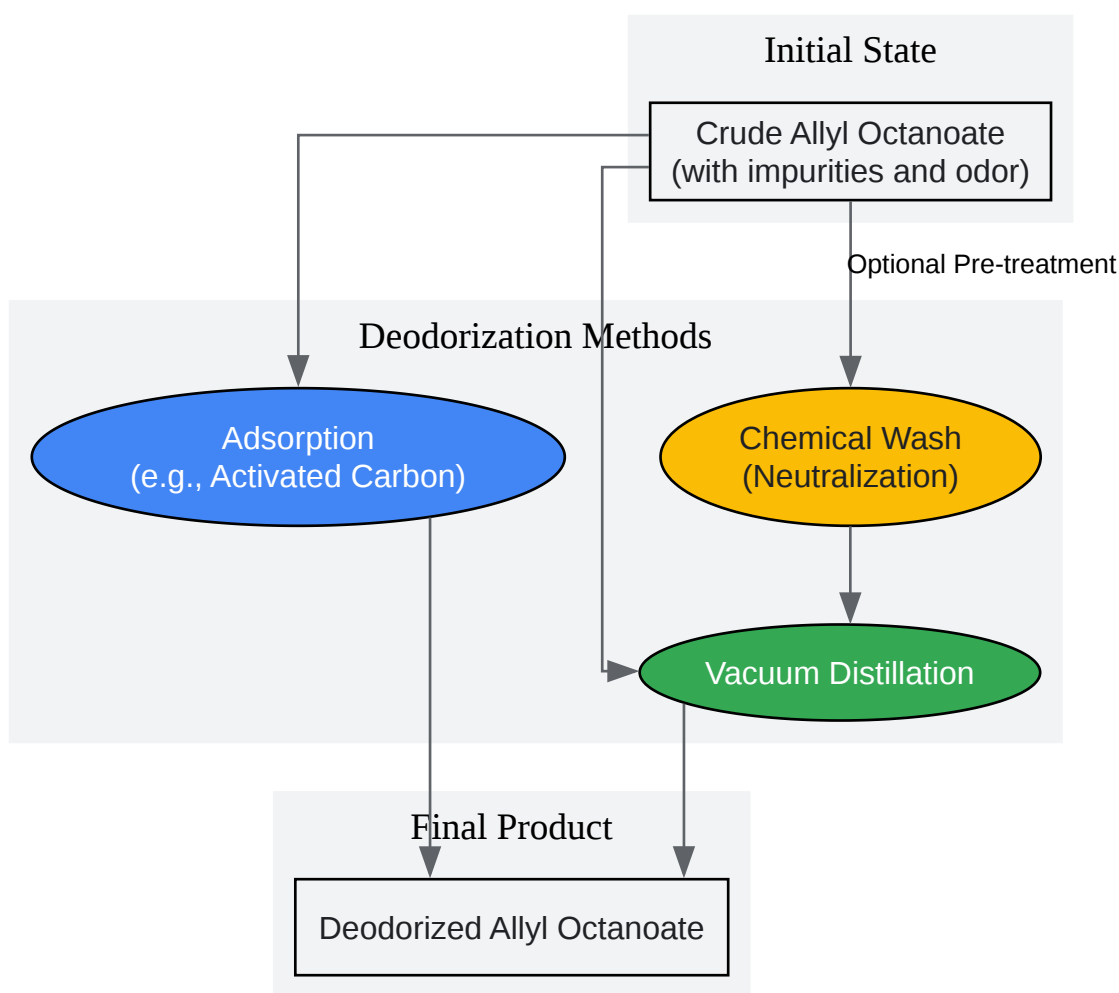 Initial State
Crude Allyl Octanoate
(with impurities and odor)
Optional Pre-treatment
Deodorization Methods
Adsorption
(e.g., Activated Carbon)
Chemical Wash
(Neutralization)
Vacuum Distillation
Final Product
Deodorized Allyl Octanoate